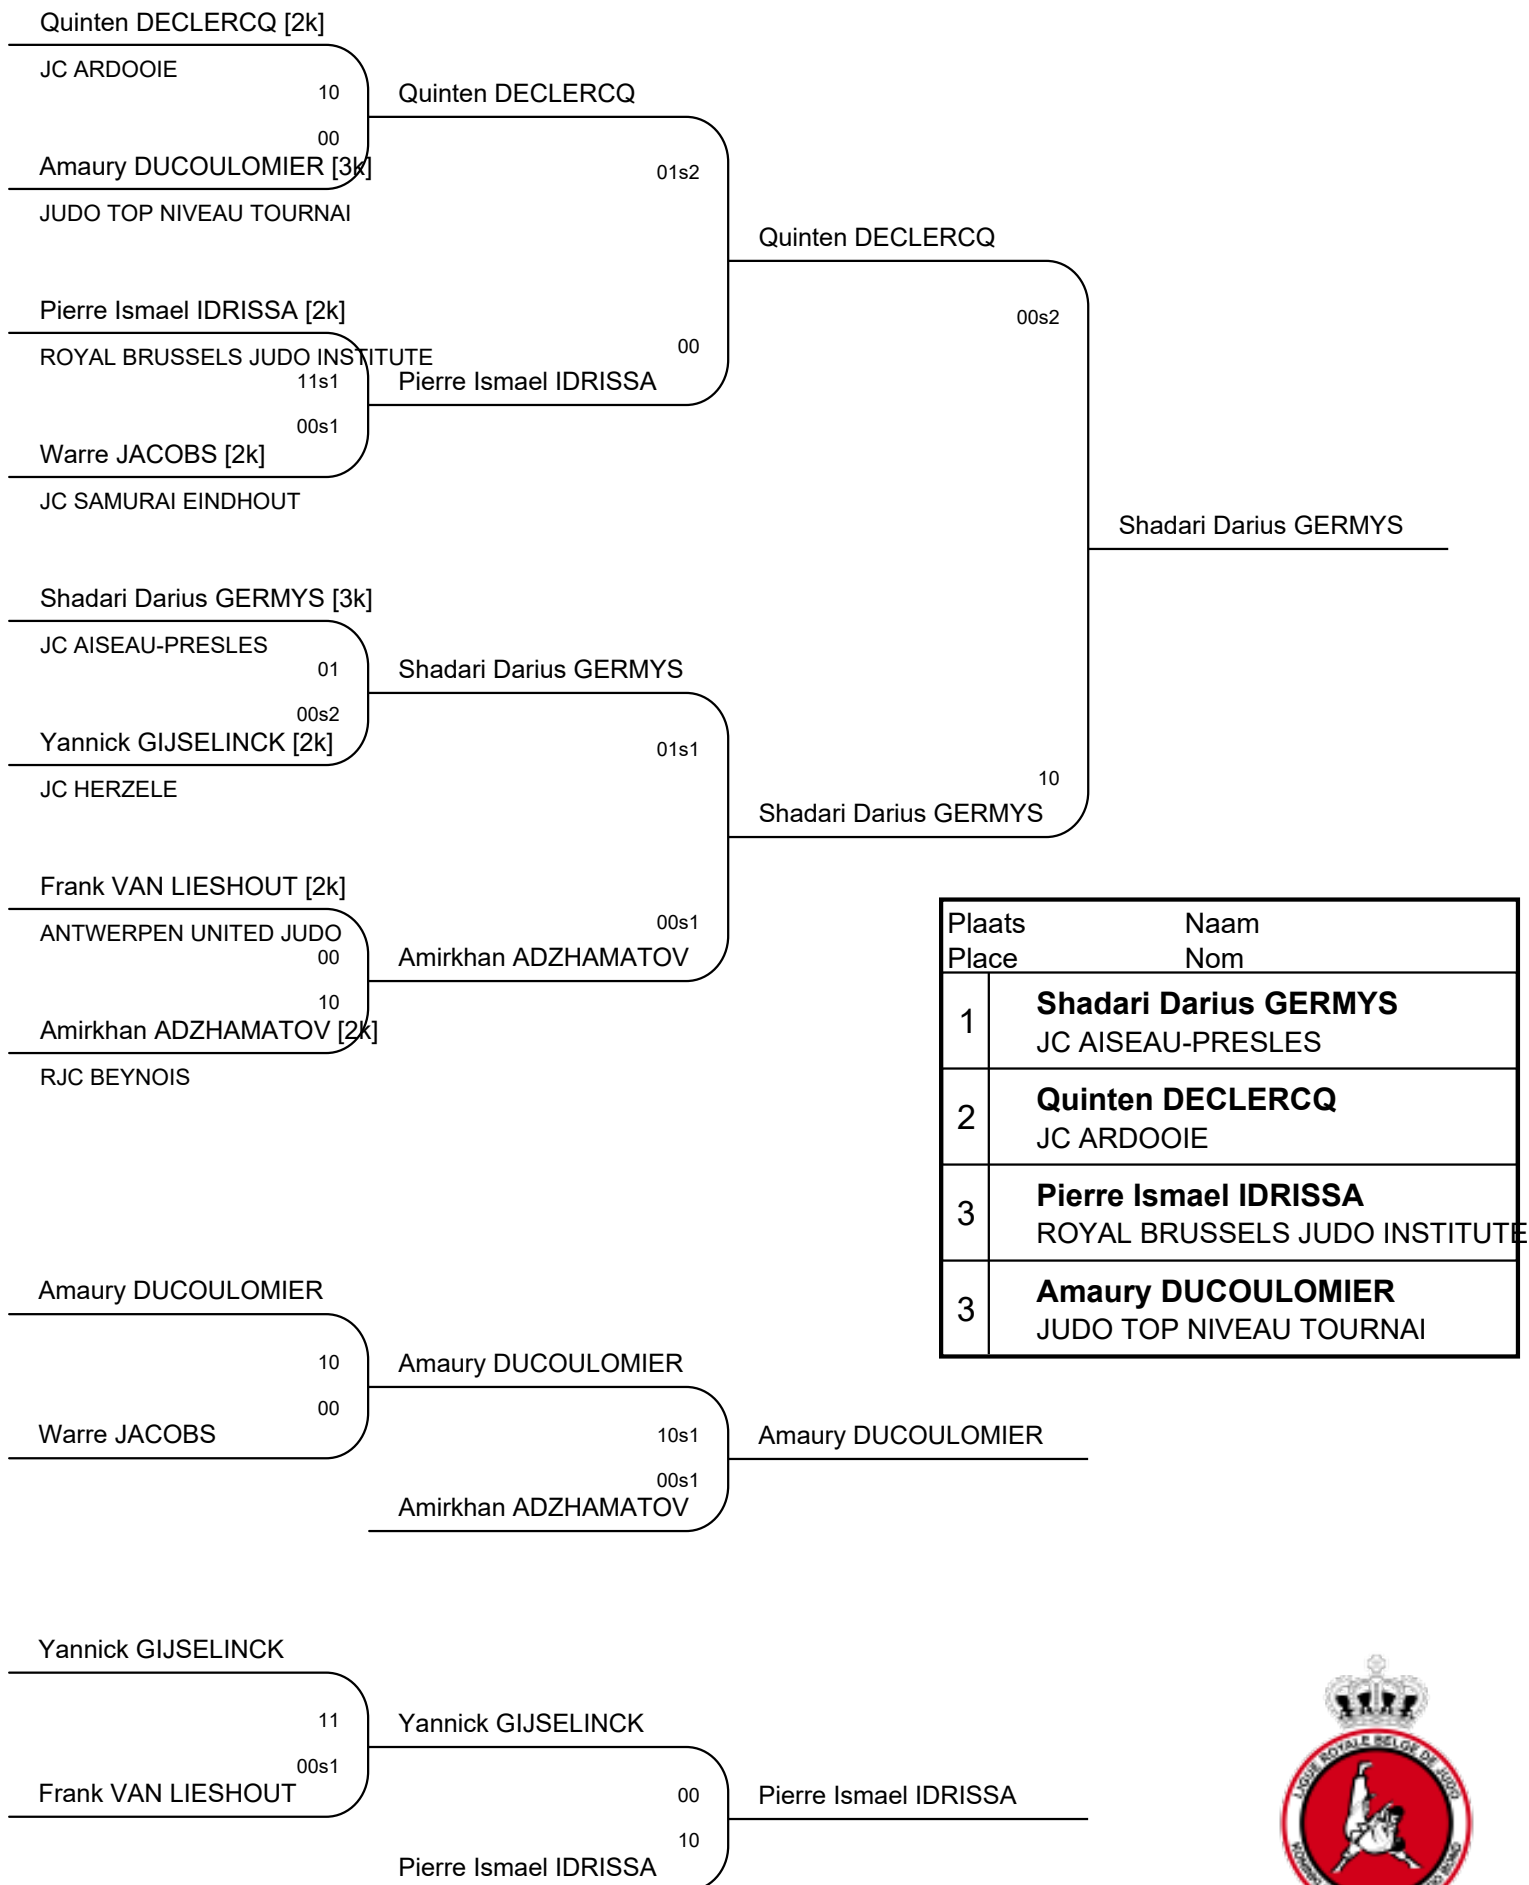 Quinten DECLERCQ [2k]
JC ARDOOIE
10
Quinten DECLERCQ
00
Amaury DUCOULOMIER [3k]
01s2
JUDO TOP NIVEAU TOURNAI
Quinten DECLERCQ
Pierre Ismael IDRISSA [2k]
00s2
ROYAL BRUSSELS JUDO INSTITUTE
00
11s1
Pierre Ismael IDRISSA
00s1
Warre JACOBS [2k]
JC SAMURAI EINDHOUT
Shadari Darius GERMYS
Shadari Darius GERMYS [3k]
JC AISEAU-PRESLES
01
Shadari Darius GERMYS
00s2
Yannick GIJSELINCK [2k]
01s1
JC HERZELE
10
Shadari Darius GERMYS
Frank VAN LIESHOUT [2k]
ANTWERPEN UNITED JUDO
00s1
00
Amirkhan ADZHAMATOV
10
Amirkhan ADZHAMATOV [2k]
RJC BEYNOIS
Plaats Naam
Place Nom
1 Shadari Darius GERMYS
JC AISEAU-PRESLES
2 Quinten DECLERCQ
JC ARDOOIE
3 Pierre Ismael IDRISSA
ROYAL BRUSSELS JUDO INSTITUTE
3 Amaury DUCOULOMIER
JUDO TOP NIVEAU TOURNAI
Amaury DUCOULOMIER
10
Amaury DUCOULOMIER
00
Warre JACOBS
10s1
Amaury DUCOULOMIER
00s1
Amirkhan ADZHAMATOV
Yannick GIJSELINCK
11
Yannick GIJSELINCK
00s1
Frank VAN LIESHOUT
00
Pierre Ismael IDRISSA
10
Pierre Ismael IDRISSA
LIGUE ROYALE BELGE DE JUDO